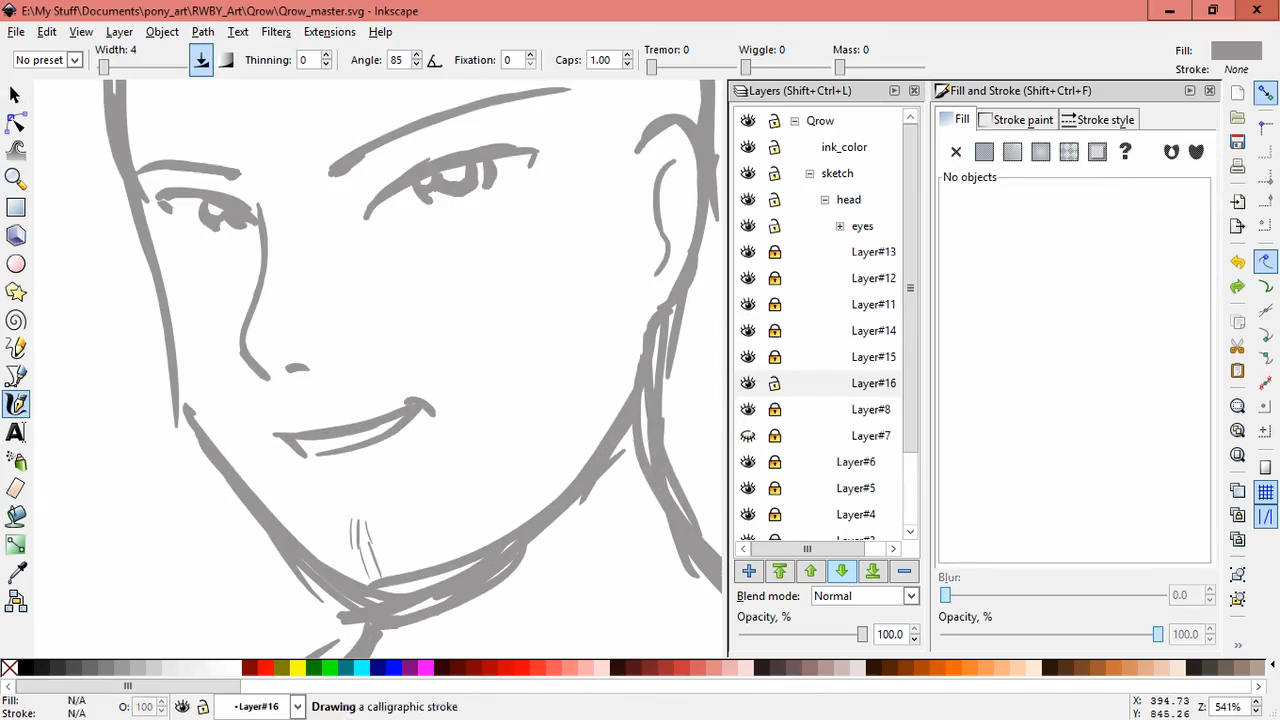 E:\My Stuff\Documents\pony_art\RWBY_Art\Qrow\Qrow_master.svg - Inkscape
File Edit View Layer Object Path Text Filters Extensions Help
No preset Width: 4 Thinning: 0 Angle: 85 Fixation: 0 Caps: 1.00 Tremor: 0 Wiggle: 0 Mass: 0 Fill:
Stroke: None
Layers (Shift+Ctrl+L) Fill and Stroke (Shift+Ctrl+F)
Qrow Fill Stroke paint Stroke style
ink_color
sketch No objects
head
eyes
Layer#13
Layer#12
Layer#11
Layer#14
Layer#15
Layer#16
Layer#8
Layer#7
Layer#6
Layer#5
Layer#4
Blend mode: Normal Blur: 0.0
Opacity, % 100.0 Opacity, % 100.0
Fill: N/A O: 100 •Layer#16 Drawing a calligraphic stroke X: 394.73 Z: 541%
Stroke: N/A Y: 845.26